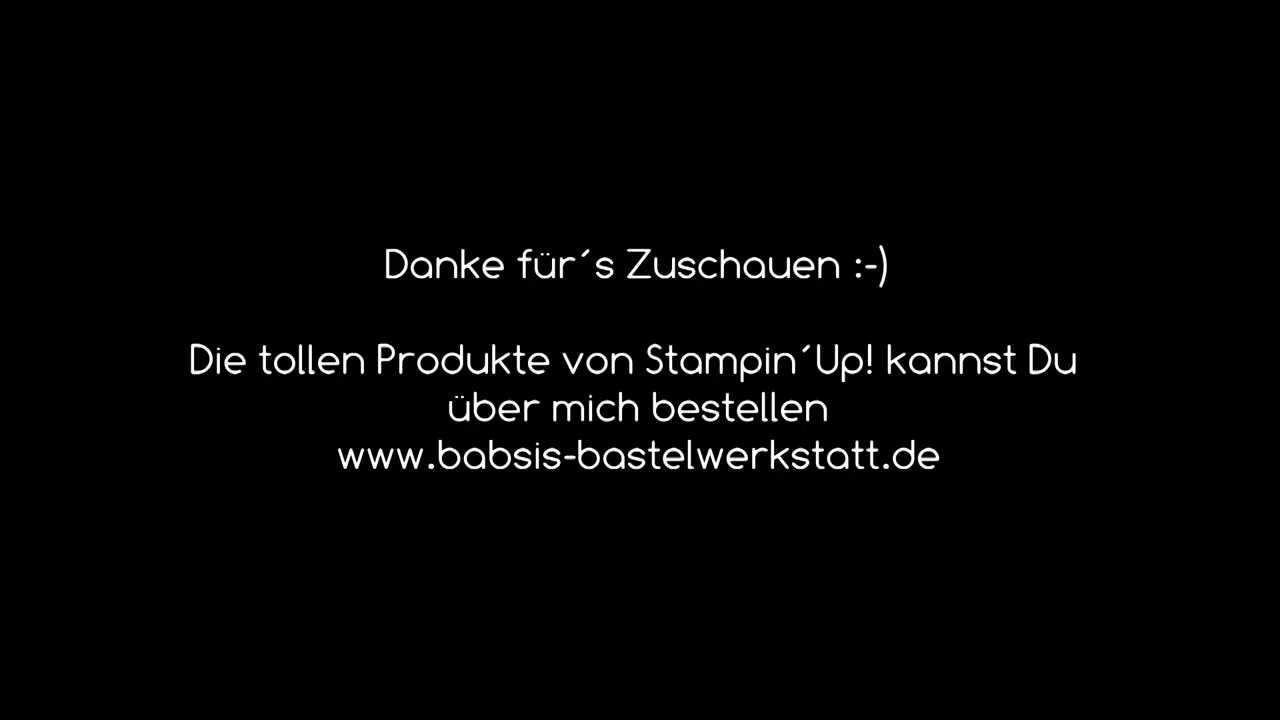 Danke für´s Zuschauen :-)
Die tollen Produkte von Stampin´Up! kannst Du
über mich bestellen
www.babsis-bastelwerkstatt.de